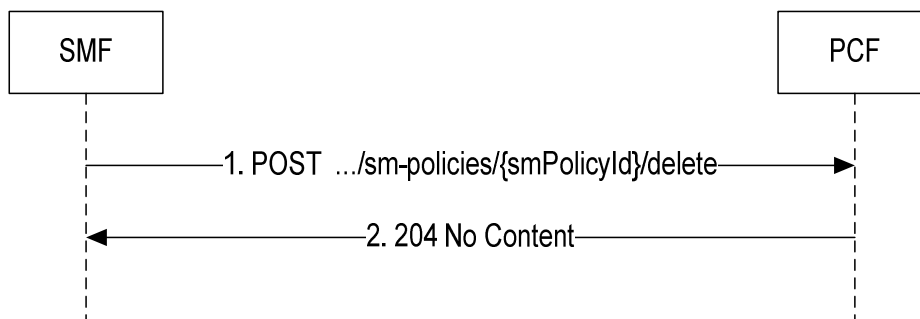 SMF
PCF
1. POST …/sm-policies/{smPolicyId}/delete
2. 204 No Content